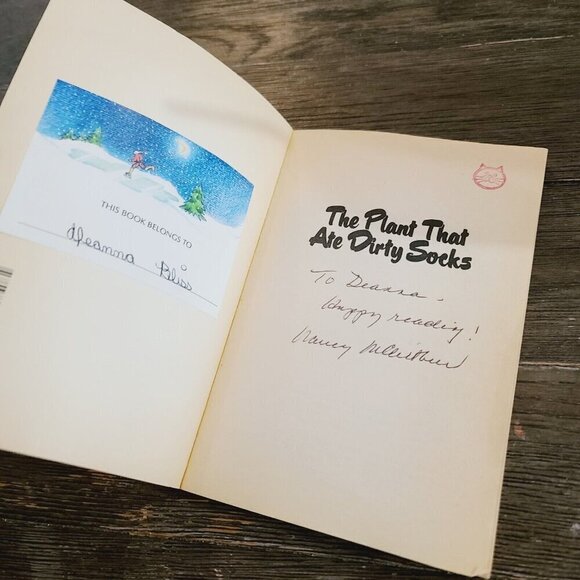 THIS BOOK BELONGS TO
Deanna Bliss
The Plant That
Ate Dirty Socks
To Deanna -
Happy reading!
Nancy McArthur